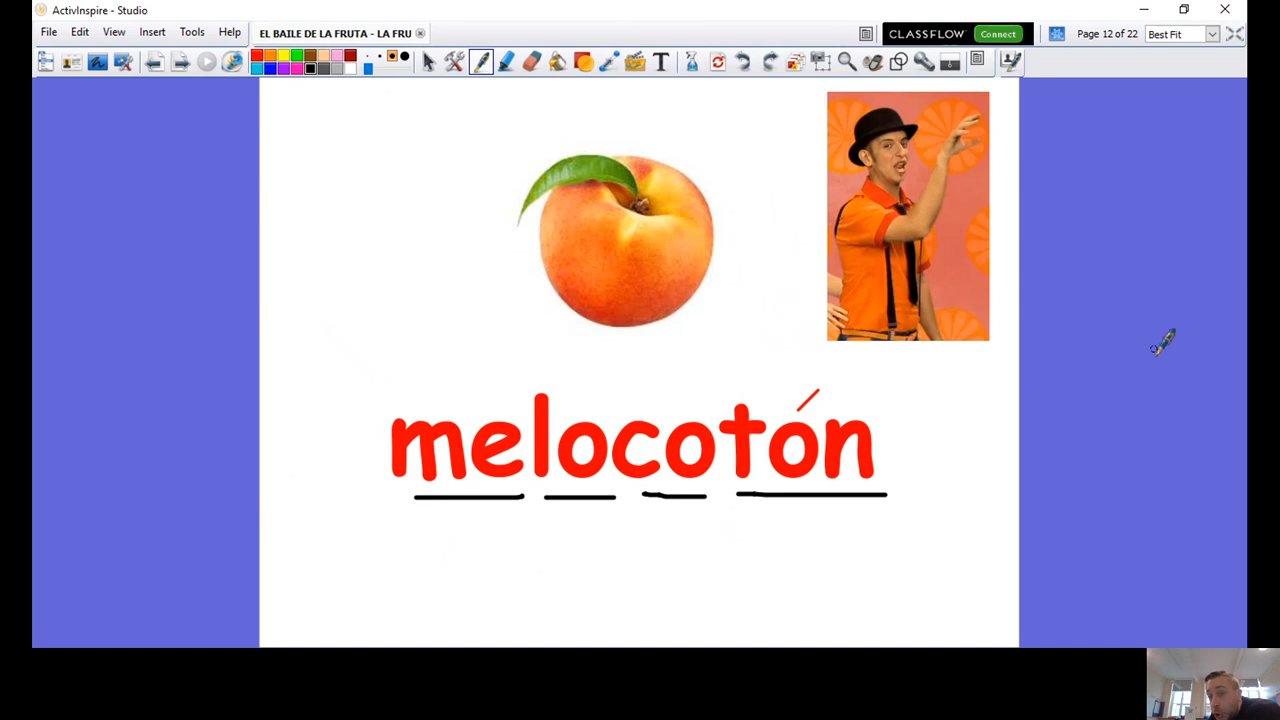 ActivInspire - Studio
File Edit View Insert Tools Help EL BAILE DE LA FRUTA - LA FRU CLASSFLOW Connect Page 12 of 22 Best Fit
T
melocotón